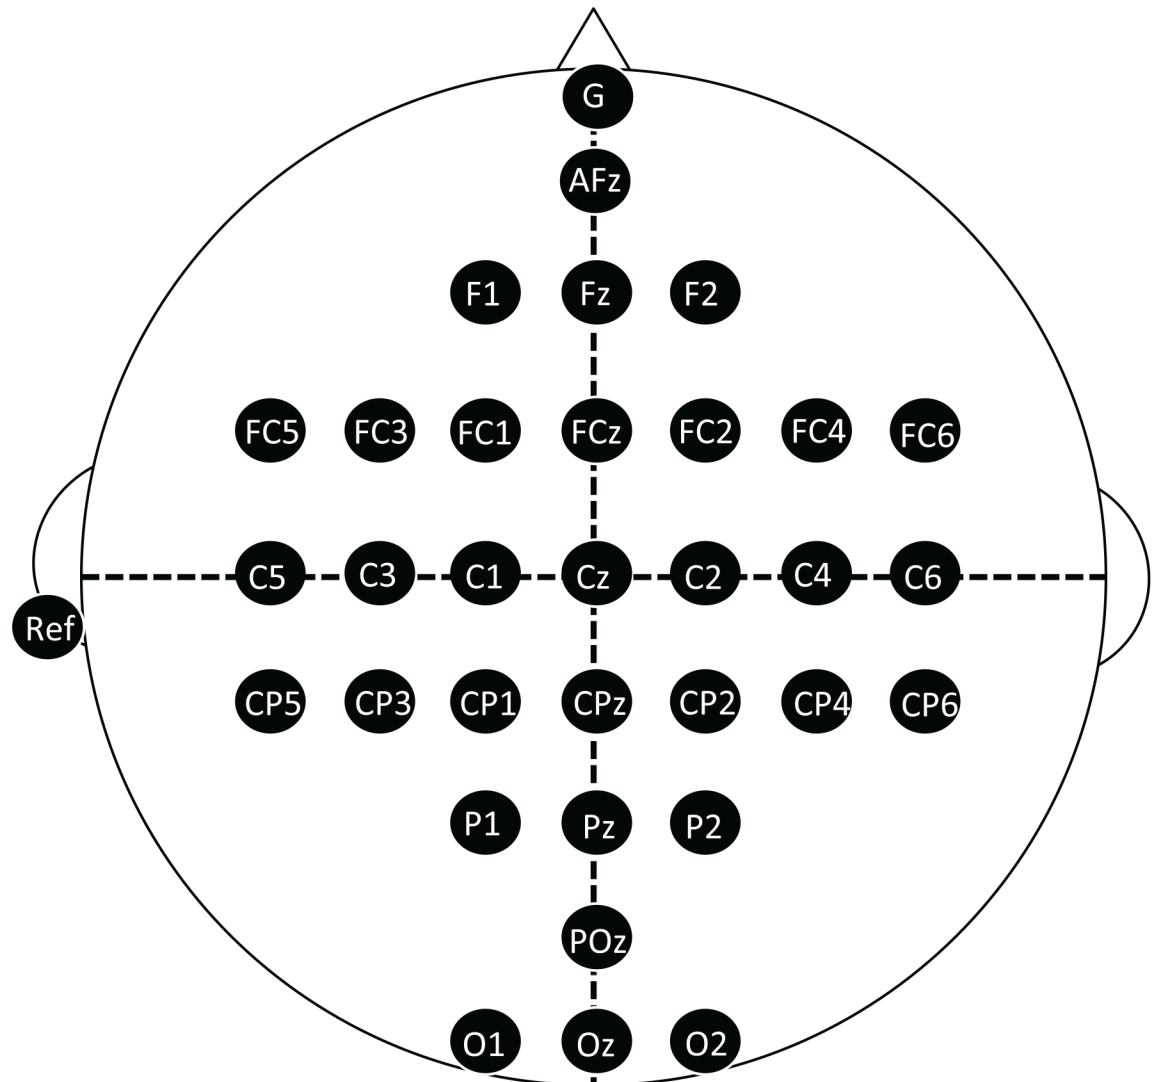 G
AFz
F1 Fz F2
FC5 FC3 FC1 FCz FC2 FC4 FC6
C5 C3 C1 Cz C2 C4 C6
Ref
CP5 CP3 CP1 CPz CP2 CP4 CP6
P1 Pz P2
POz
O1 Oz O2